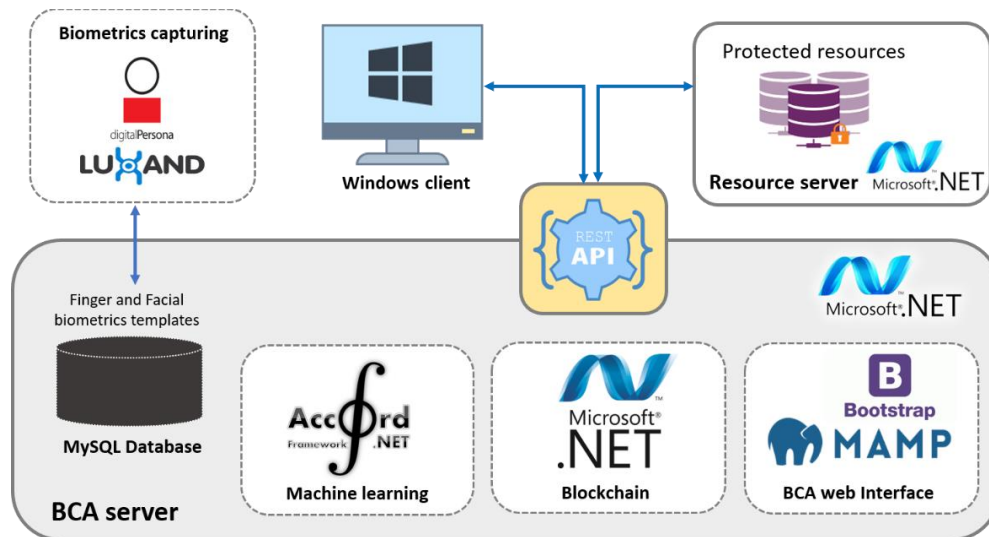 Biometrics capturing
digitalPersona
LUXAND
Windows client
Protected resources
Resource server
Microsoft® .NET
{ REST API }
Finger and Facial
biometrics templates
MySQL Database
BCA server
Microsoft® .NET
Accord
Framework .NET
Machine learning
Microsoft®
.NET
Blockchain
B
Bootstrap
MAMP
BCA web Interface